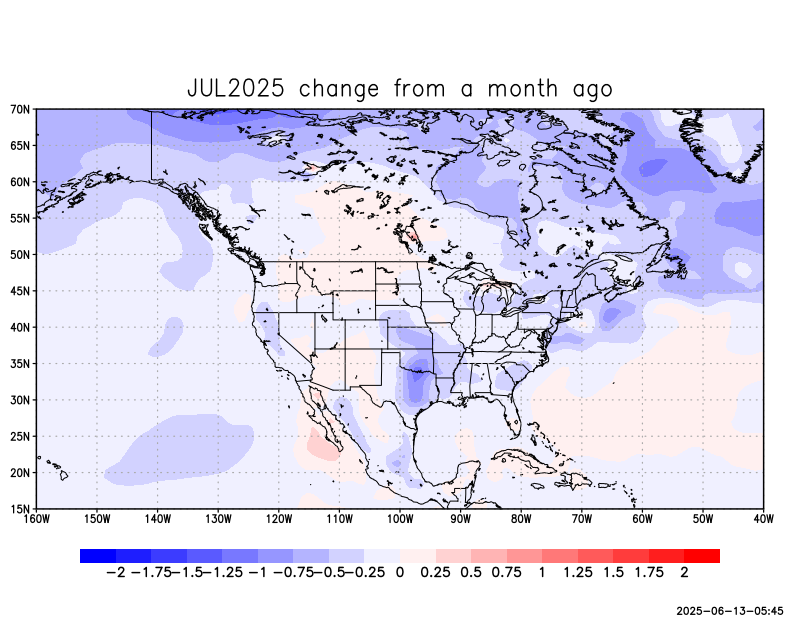 JUL2025 change from a month ago
70N
65N
60N
55N
50N
45N
40N
35N
30N
25N
20N
15N
160W 150W 140W 130W 120W 110W 100W 90W 80W 70W 60W 50W 40W
−2 −1.75 −1.5 −1.25 −1 −0.75 −0.5 −0.25 0 0.25 0.5 0.75 1 1.25 1.5 1.75 2
2025−06−13−05:45